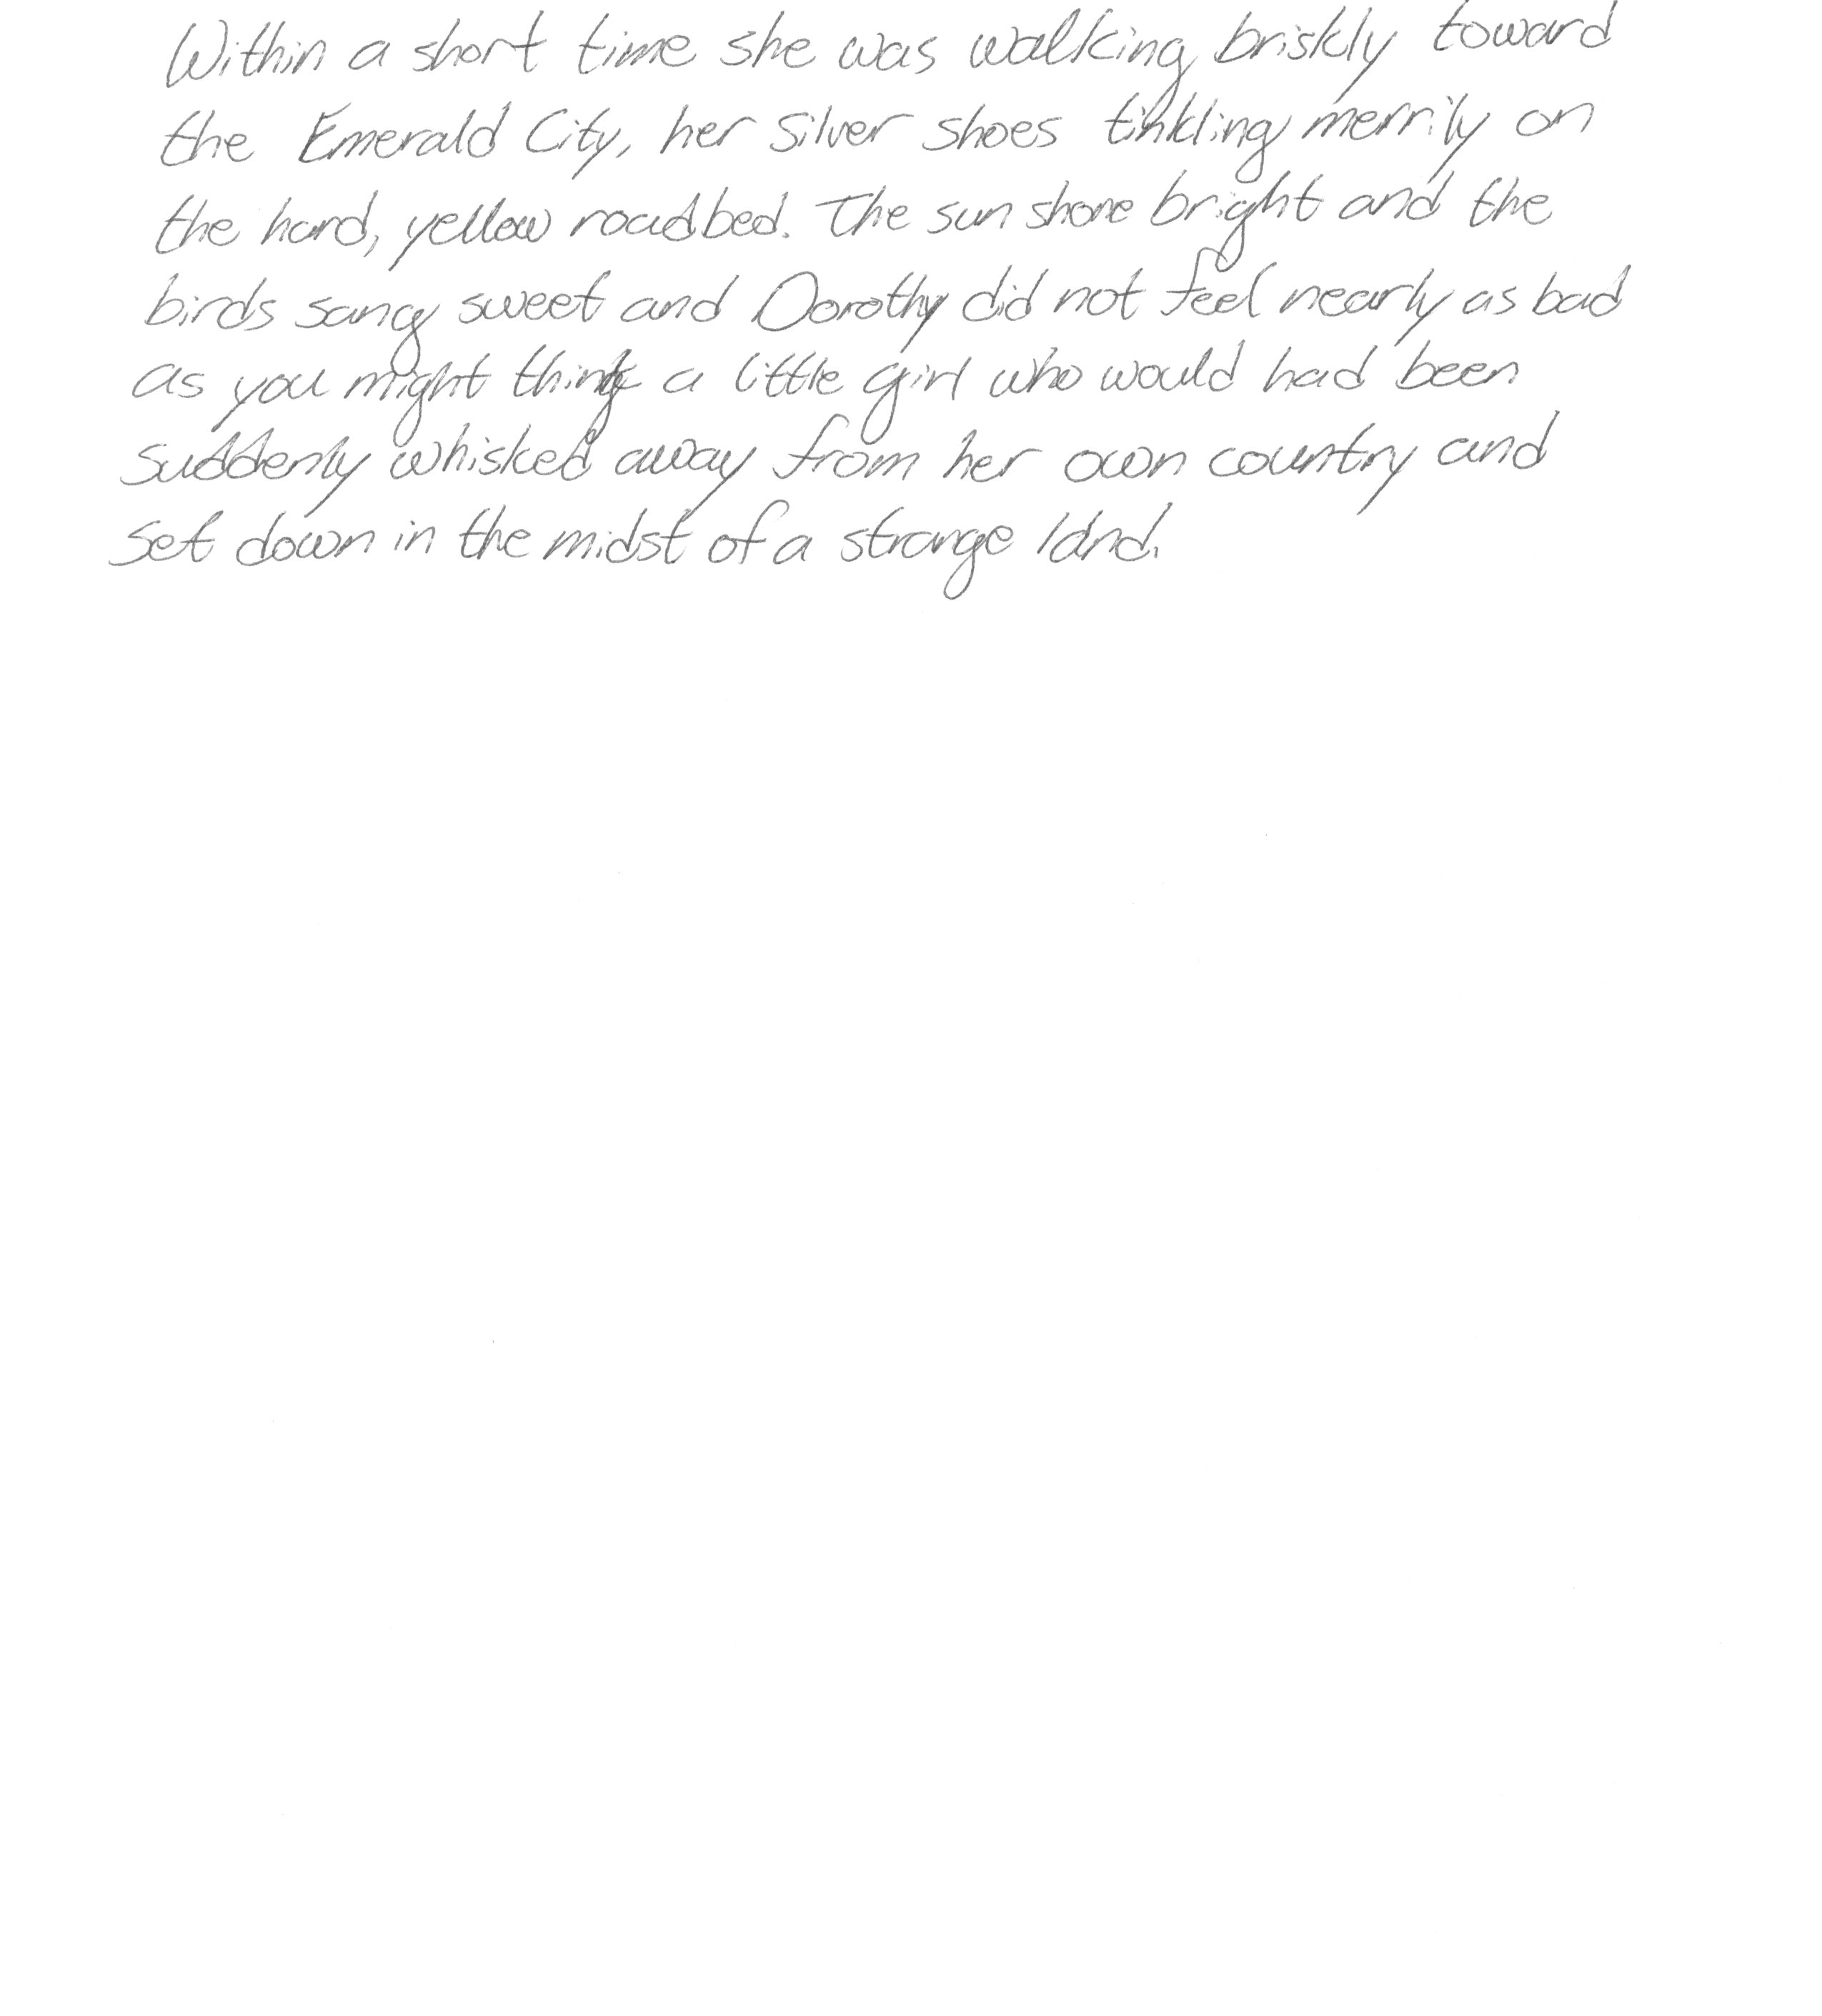 Within a short time she was walking briskly toward
the Emerald City, her Silver Shoes tinkling merrily on
the hard, yellow roadbed. The sun shone bright and the
birds sang sweet and Dorothy did not feel nearly as bad
as you might think a little girl who would had been
suddenly whisked away from her own country and
set down in the midst of a strange land.